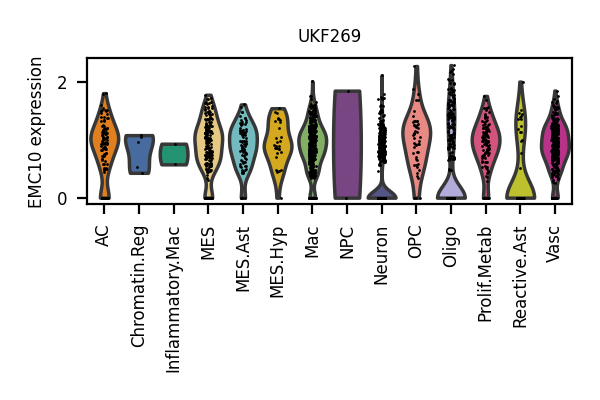 UKF269
EMC10 expression
2
0
AC
Chromatin.Reg
Inflammatory.Mac
MES
MES.Ast
MES.Hyp
Mac
NPC
Neuron
OPC
Oligo
Prolif.Metab
Reactive.Ast
Vasc